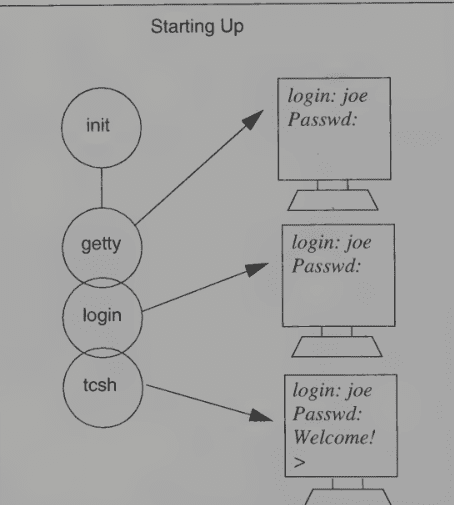 Starting Up
init
getty
login
tcsh
login: joe
Passwd:
login: joe
Passwd:
login: joe
Passwd:
Welcome!
>